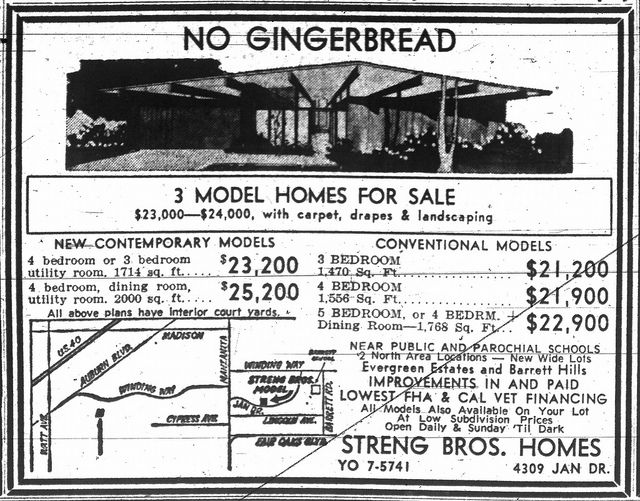 NO GINGERBREAD
3 MODEL HOMES FOR SALE
$23,000—$24,000, with carpet, drapes & landscaping
NEW CONTEMPORARY MODELS
4 bedroom or 3 bedroom
utility room. 1714 sq. ft..... $23,200
4 bedroom, dining room,
utility room. 2000 sq. ft..... $25,200
All above plans have interior court yards.
CONVENTIONAL MODELS
3 BEDROOM
1,470 Sq. Ft................ $21,200
4 BEDROOM
1,556 Sq. Ft................ $21,900
5 BEDROOM, or 4 BEDRM. +
Dining Room—1,768 Sq. Ft... $22,900
US 40
AUBURN BLVD.
MADISON
MANZANITA
WINDING WAY
WATT AVE.
CYPRESS AVE.
WINDING WAY
BARRETT
SCHOOL
STRENG BROS.
MODEL
JAN DR.
BARRETT RD.
LINCOLN AVE.
FAIR OAKS BLVD.
NEAR PUBLIC AND PAROCHIAL SCHOOLS
2 North Area Locations — New Wide Lots
Evergreen Estates and Barrett Hills
IMPROVEMENTS IN AND PAID
LOWEST FHA & CAL VET FINANCING
All Models Also Available On Your Lot
At Low Subdivision Prices
Open Daily & Sunday 'Til Dark
STRENG BROS. HOMES
YO 7-5741 4309 JAN DR.